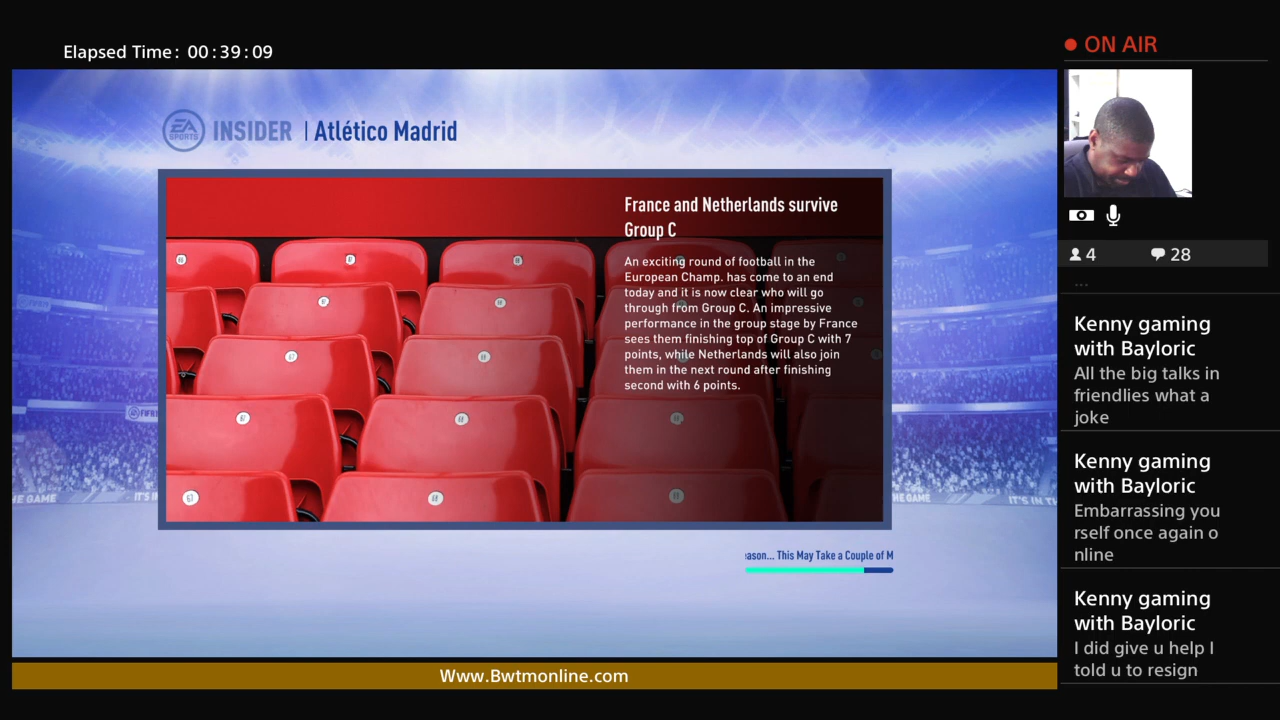 Elapsed Time: 00:39:09
ON AIR
EA SPORTS INSIDER | Atlético Madrid
France and Netherlands survive
Group C
An exciting round of football in the
European Champ. has come to an end
today and it is now clear who will go
through from Group C. An impressive
performance in the group stage by France
sees them finishing top of Group C with 7
points, while Netherlands will also join
them in the next round after finishing
second with 6 points.
eason... This May Take a Couple of M
Www.Bwtmonline.com
4 28
...
Kenny gaming
with Bayloric
All the big talks in
friendlies what a
joke
Kenny gaming
with Bayloric
Embarrassing you
rself once again o
nline
Kenny gaming
with Bayloric
I did give u help I
told u to resign